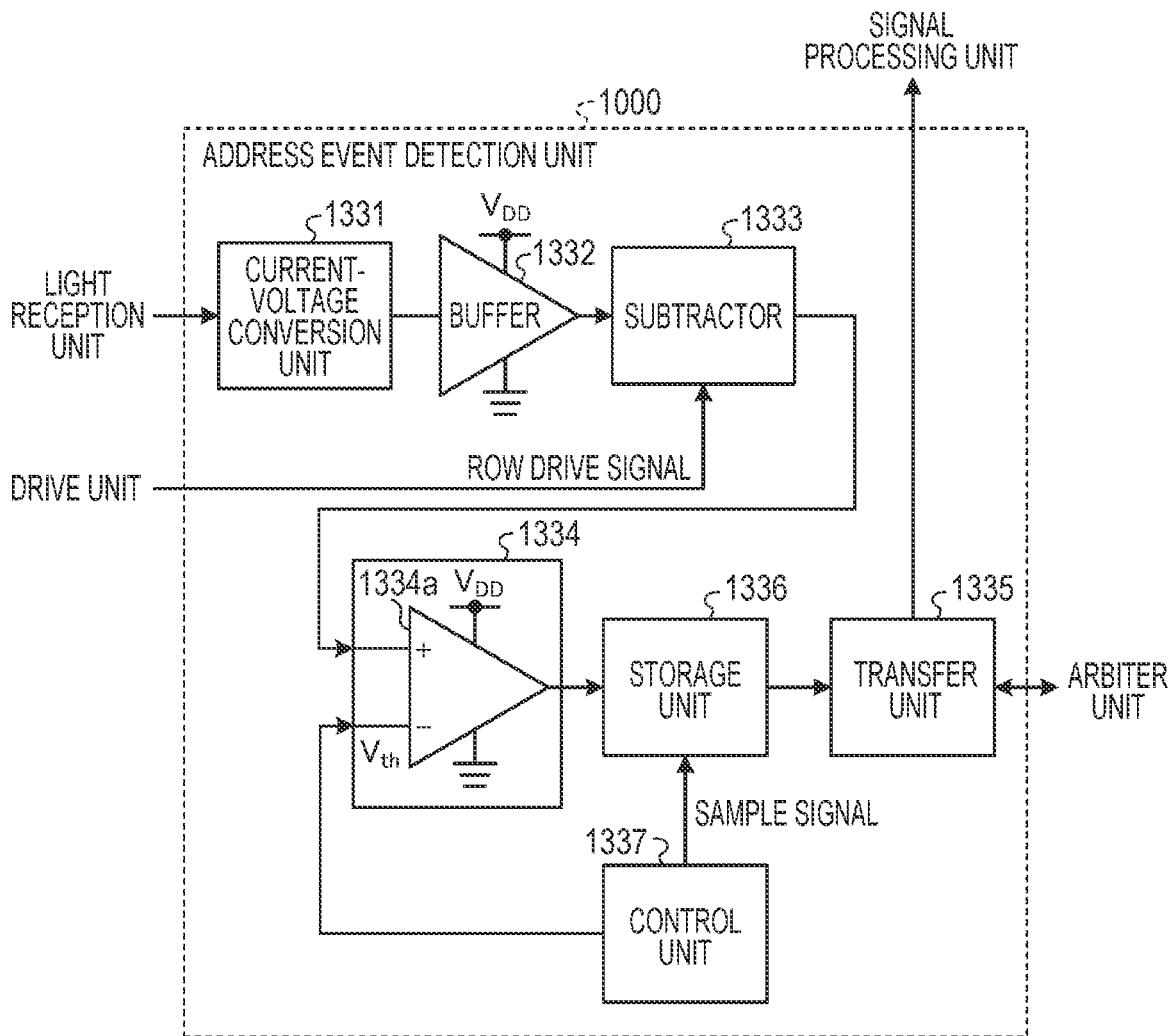 SIGNAL
PROCESSING UNIT
1000
ADDRESS EVENT DETECTION UNIT
1331
VDD
1332
1333
LIGHT
RECEPTION
UNIT
CURRENT-
VOLTAGE
CONVERSION
UNIT
BUFFER
SUBTRACTOR
ROW DRIVE SIGNAL
DRIVE UNIT
1334
1334a
VDD
1336
1335
+
STORAGE
UNIT
TRANSFER
UNIT
ARBITER
UNIT
−
Vth
SAMPLE SIGNAL
1337
CONTROL
UNIT